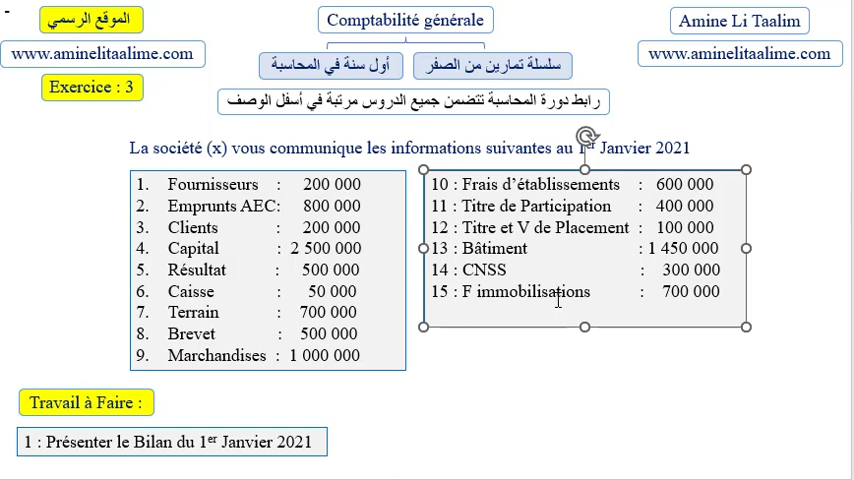 الموقع الرسمي
Comptabilité générale
Amine Li Taalim
www.aminelitaalime.com
www.aminelitaalime.com
أول سنة في المحاسبة
سلسلة تمارين من الصفر
Exercice : 3
رابط دورة المحاسبة تتضمن جميع الدروس مرتبة في أسفل الوصف
La société (x) vous communique les informations suivantes au 1er Janvier 2021
1. Fournisseurs : 200 000
2. Emprunts AEC: 800 000
3. Clients : 200 000
4. Capital : 2 500 000
5. Résultat : 500 000
6. Caisse : 50 000
7. Terrain : 700 000
8. Brevet : 500 000
9. Marchandises : 1 000 000
10 : Frais d’établissements : 600 000
11 : Titre de Participation : 400 000
12 : Titre et V de Placement : 100 000
13 : Bâtiment : 1 450 000
14 : CNSS : 300 000
15 : F immobilisations : 700 000
Travail à Faire :
1 : Présenter le Bilan du 1er Janvier 2021